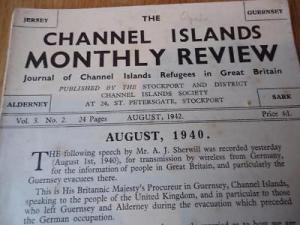 JERSEY
THE
GUERNSEY
CHANNEL ISLANDS
MONTHLY REVIEW
Journal of Channel Islands Refugees in Great Britain
PUBLISHED BY THE STOCKPORT AND DISTRICT
ALDERNEY
CHANNEL ISLANDS SOCIETY
SARK
AT 24, ST. PETERSGATE, STOCKPORT
Vol. 3. No. 2. 24 Pages AUGUST, 1942. Price
AUGUST, 1940.
THE following speech by Mr. A. J. Sherwill was recorded yesterday
(August 1st, 1940), for transmission by wireless from Germany,
for the information of people in Great Britain, and particularly the
Guernsey evacuees there.
This is His Britannic Majesty's Procureur in Guernsey, Channel Islands,
speaking to the people of the United Kingdom, and in particular to those
who left Guernsey and Alderney during the evacuation which preceded
the German occupation.